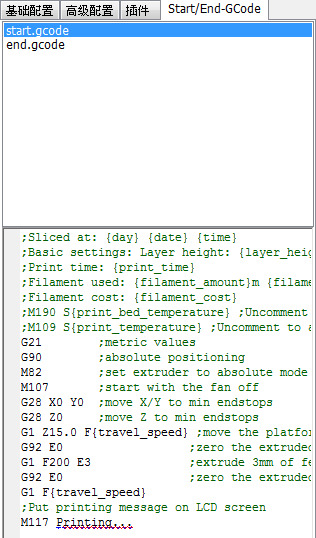 基础配置 高级配置 插件 Start/End-GCode
start.gcode
end.gcode
;Sliced at: {day} {date} {time}
;Basic settings: Layer height: {layer_heig
;Print time: {print_time}
;Filament used: {filament_amount}m {filame
;Filament cost: {filament_cost}
;M190 S{print_bed_temperature} ;Uncomment
;M109 S{print_temperature} ;Uncomment to a
G21 ;metric values
G90 ;absolute positioning
M82 ;set extruder to absolute mode
M107 ;start with the fan off
G28 X0 Y0 ;move X/Y to min endstops
G28 Z0 ;move Z to min endstops
G1 Z15.0 F{travel_speed} ;move the platfor
G92 E0 ;zero the extruded
G1 F200 E3 ;extrude 3mm of fe
G92 E0 ;zero the extruded
G1 F{travel_speed}
;Put printing message on LCD screen
M117 Printing...